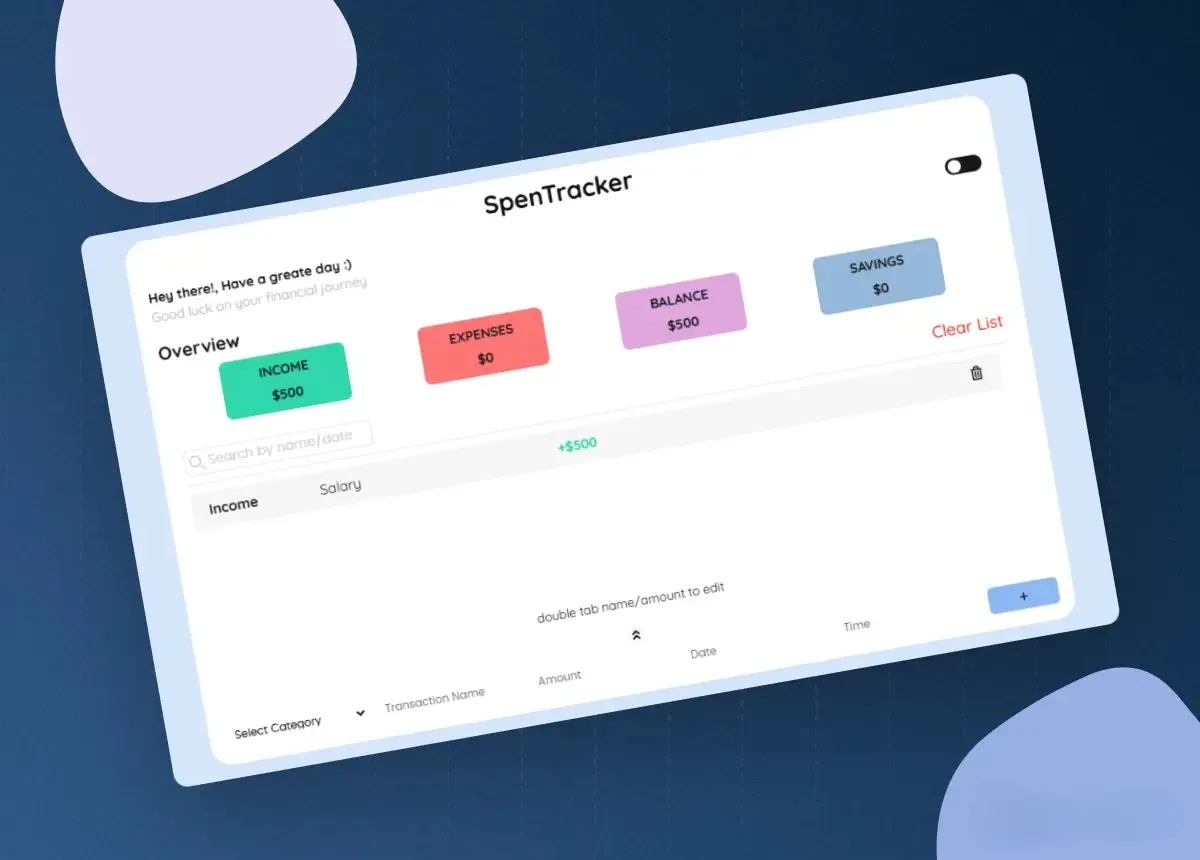 SpenTracker
Hey there!, Have a greate day :)
Good luck on your financial journey
Overview
INCOME
$500
EXPENSES
$0
BALANCE
$500
SAVINGS
$0
Search by name/date
Clear List
Income Salary +$500
double tab name/amount to edit
Select Category Transaction Name Amount Date Time +